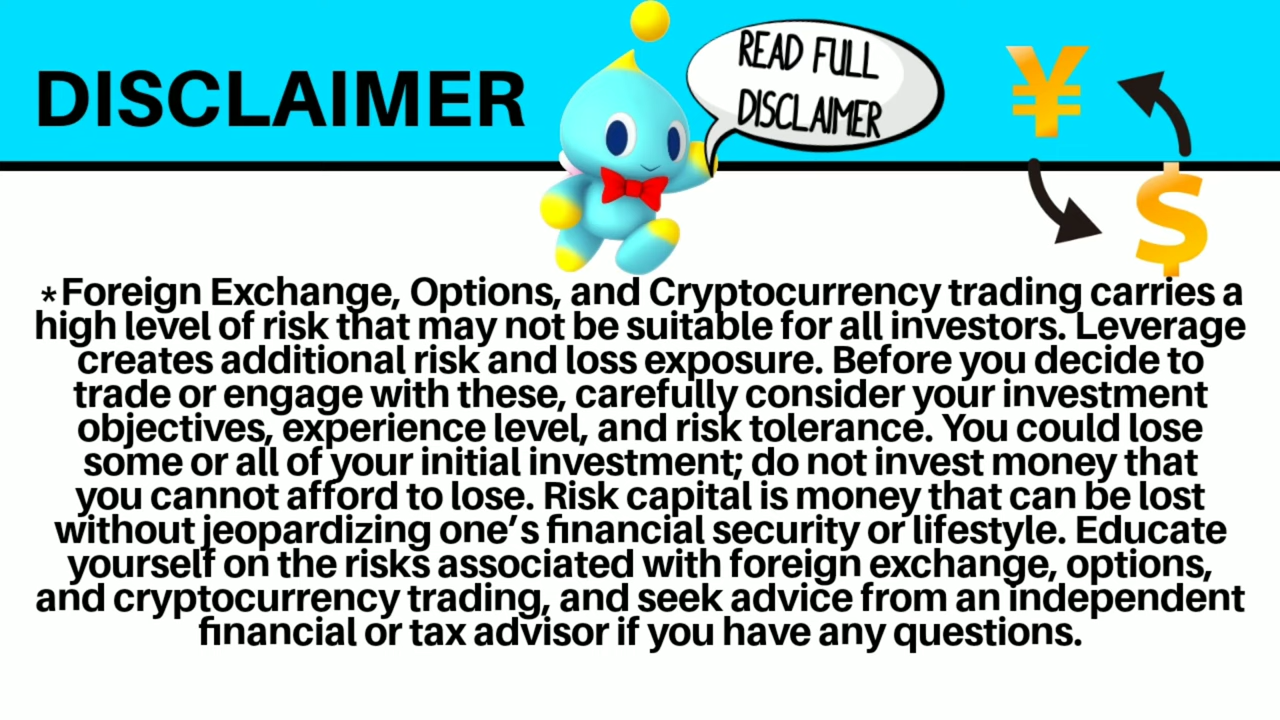 DISCLAIMER
READ FULL
DISCLAIMER
¥
$
*Foreign Exchange, Options, and Cryptocurrency trading carries a
high level of risk that may not be suitable for all investors. Leverage
creates additional risk and loss exposure. Before you decide to
trade or engage with these, carefully consider your investment
objectives, experience level, and risk tolerance. You could lose
some or all of your initial investment; do not invest money that
you cannot afford to lose. Risk capital is money that can be lost
without jeopardizing one’s financial security or lifestyle. Educate
yourself on the risks associated with foreign exchange, options,
and cryptocurrency trading, and seek advice from an independent
financial or tax advisor if you have any questions.